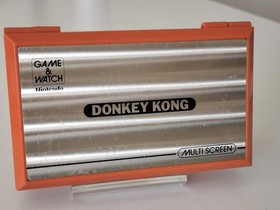 GAME
&
WATCH
Nintendo
DONKEY KONG
MULTI SCREEN